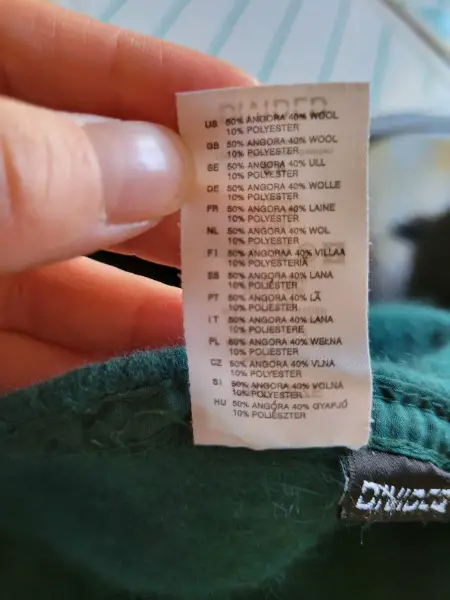 US 50% ANGORA 40% WOOL
10% POLYESTER
GB 50% ANGORA 40% WOOL
10% POLYESTER
SE 50% ANGORA 40% ULL
10% POLYESTER
DE 50% ANGORA 40% WOLLE
10% POLYESTER
FR 50% ANGORA 40% LAINE
10% POLYESTER
NL 50% ANGORA 40% WOL
10% POLYESTER
FI 50% ANGORAA 40% VILLAA
10% POLYESTERIA
ES 50% ANGORA 40% LANA
10% POLIÉSTER
PT 50% ANGORA 40% LÃ
10% POLIÉSTER
IT 50% ANGORA 40% LANA
10% POLIESTERE
PL 50% ANGORA 40% WEŁNA
10% POLIESTER
CZ 50% ANGORA 40% VLNA
10% POLYESTER
SI 50% ANGORA 40% VOLNA
10% POLYESTER
HU 50% ANGÓRA 40% GYAPJÚ
10% POLIÉSZTER